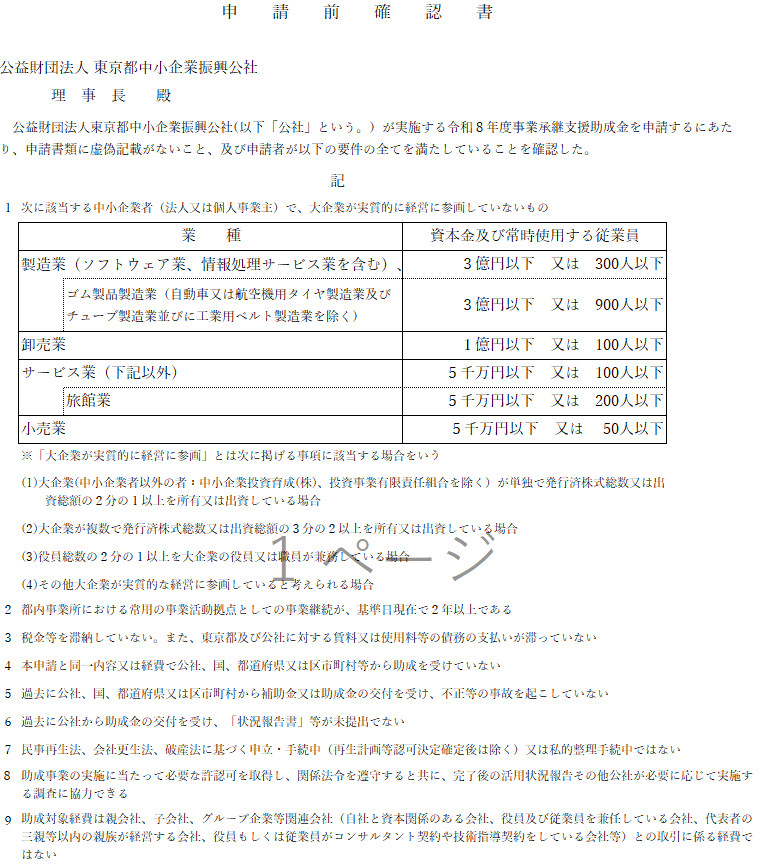 申　請　前　確　認　書
公益財団法人 東京都中小企業振興公社
理　事　長　　殿
公益財団法人東京都中小企業振興公社(以下「公社」という。）が実施する令和８年度事業承継支援助成金を申請するにあた
り、申請書類に虚偽記載がないこと、及び申請者が以下の要件の全てを満たしていることを確認した。
記
1 次に該当する中小企業者（法人又は個人事業主）で、大企業が実質的に経営に参画していないもの
業　　種　資本金及び常時使用する従業員
製造業（ソフトウェア業、情報処理サービス業を含む）、　３億円以下　又は　300人以下
ゴム製品製造業（自動車又は航空機用タイヤ製造業及び
チューブ製造業並びに工業用ベルト製造業を除く）　３億円以下　又は　900人以下
卸売業　１億円以下　又は　100人以下
サービス業（下記以外）　５千万円以下　又は　100人以下
旅館業　５千万円以下　又は　200人以下
小売業　５千万円以下　又は　50人以下
※「大企業が実質的に経営に参画」とは次に掲げる事項に該当する場合をいう
(1)大企業(中小企業者以外の者：中小企業投資育成(株)、投資事業有限責任組合を除く）が単独で発行済株式総数又は出
資総額の２分の１以上を所有又は出資している場合
(2)大企業が複数で発行済株式総数又は出資総額の３分の２以上を所有又は出資している場合
(3)役員総数の２分の１以上を大企業の役員又は職員が兼務している場合
1 ページ
(4)その他大企業が実質的な経営に参画していると考えられる場合
2 都内事業所における常用の事業活動拠点としての事業継続が、基準日現在で２年以上である
3 税金等を滞納していない。また、東京都及び公社に対する賃料又は使用料等の債務の支払いが滞っていない
4 本申請と同一内容又は経費で公社、国、都道府県又は区市町村等から助成を受けていない
5 過去に公社、国、都道府県又は区市町村から補助金又は助成金の交付を受け、不正等の事故を起こしていない
6 過去に公社から助成金の交付を受け、「状況報告書」等が未提出でない
7 民事再生法、会社更生法、破産法に基づく申立・手続中（再生計画等認可決定確定後は除く）又は私的整理手続中ではない
8 助成事業の実施に当たって必要な許認可を取得し、関係法令を遵守すると共に、完了後の活用状況報告その他公社が必要に応じて実施す
る調査に協力できる
9 助成対象経費は親会社、子会社、グループ企業等関連会社（自社と資本関係のある会社、役員及び従業員を兼任している会社、代表者の
三親等以内の親族が経営する会社、役員もしくは従業員がコンサルタント契約や技術指導契約をしている会社等）との取引に係る経費で
はない